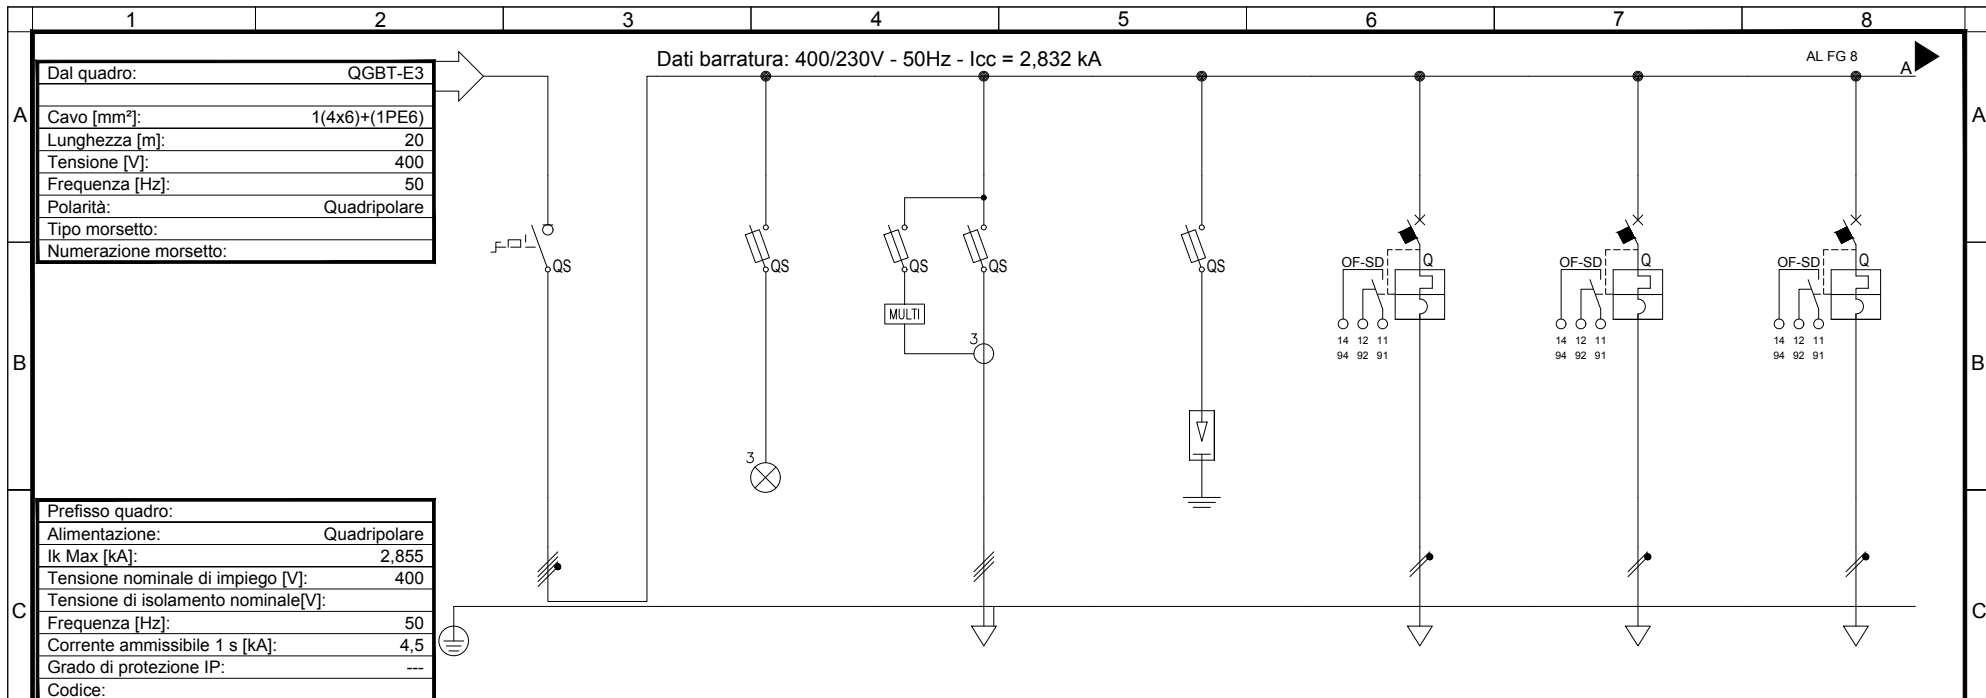 1 2 3 4 5 6 7 8
Dati barratura: 400/230V - 50Hz - Icc = 2,832 kA
AL FG 8
A
A
A
Dal quadro: QGBT-E3
Cavo [mm²]: 1(4x6)+(1PE6)
Lunghezza [m]: 20
Tensione [V]: 400
Frequenza [Hz]: 50
Polarità: Quadripolare
Tipo morsetto:
Numerazione morsetto:
QS
QS
QS
QS
QS
MULTI
3
3
OF-SD Q
14 12 11
94 92 91
OF-SD Q
14 12 11
94 92 91
OF-SD Q
14 12 11
94 92 91
B
B
Prefisso quadro:
Alimentazione: Quadripolare
Ik Max [kA]: 2,855
Tensione nominale di impiego [V]: 400
Tensione di isolamento nominale[V]:
Frequenza [Hz]: 50
Corrente ammissibile 1 s [kA]: 4,5
Grado di protezione IP: ---
Codice:
C
C